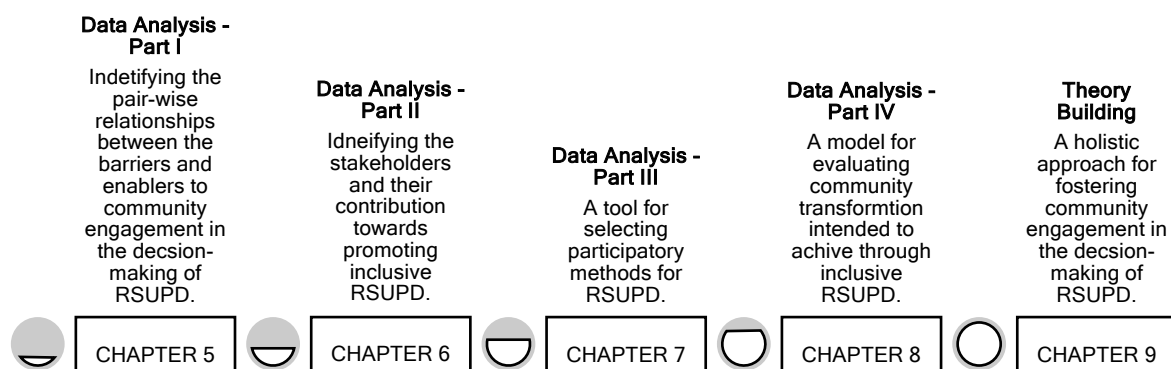 Data Analysis -
Part I
Indetifying the
pair-wise
relationships
between the
barriers and
enablers to
community
engagement in
the decsion-
making of
RSUPD.
CHAPTER 5
Data Analysis -
Part II
Idneifying the
stakeholders
and their
contribution
towards
promoting
inclusive
RSUPD.
CHAPTER 6
Data Analysis -
Part III
A tool for
selecting
participatory
methods for
RSUPD.
CHAPTER 7
Data Analysis -
Part IV
A model for
evaluating
community
transformtion
intended to
achive through
inclusive
RSUPD.
CHAPTER 8
Theory
Building
A holistic
approach for
fostering
community
engagement in
the decsion-
making of
RSUPD.
CHAPTER 9